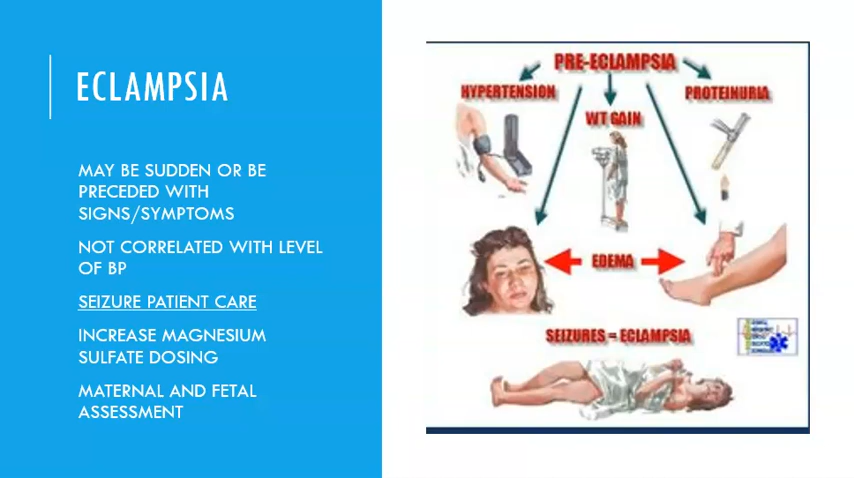 ECLAMPSIA
MAY BE SUDDEN OR BE
PRECEDED WITH
SIGNS/SYMPTOMS
NOT CORRELATED WITH LEVEL
OF BP
SEIZURE PATIENT CARE
INCREASE MAGNESIUM
SULFATE DOSING
MATERNAL AND FETAL
ASSESSMENT
PRE-ECLAMPSIA
HYPERTENSION
PROTEINURIA
WT GAIN
EDEMA
SEIZURES = ECLAMPSIA